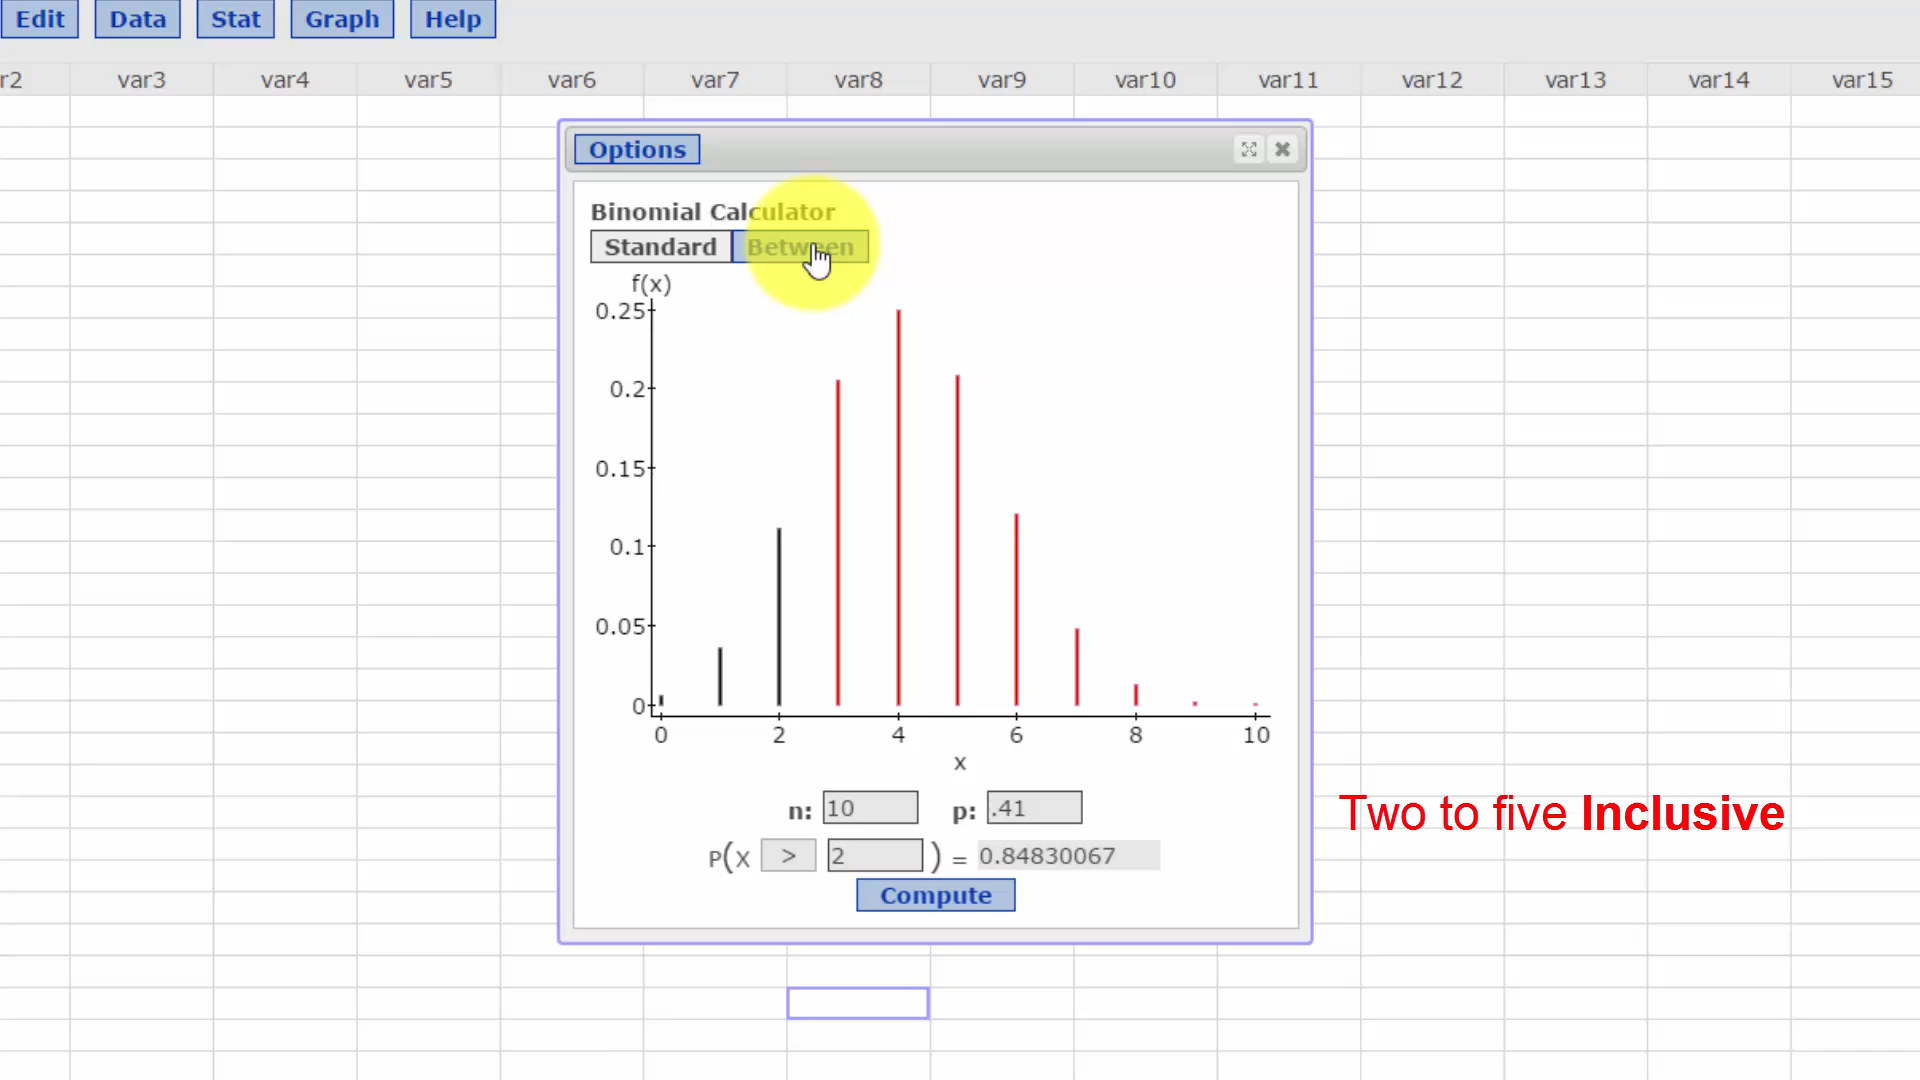 Edit Data Stat Graph Help
r2 var3 var4 var5 var6 var7 var8 var9 var10 var11 var12 var13 var14 var15
Options
Binomial Calculator
Standard Between
f(x)
0.25
0.2
0.15
0.1
0.05
0
0 2 4 6 8 10
x
n: 10 p: .41
Two to five Inclusive
P(X > 2 ) = 0.84830067
Compute